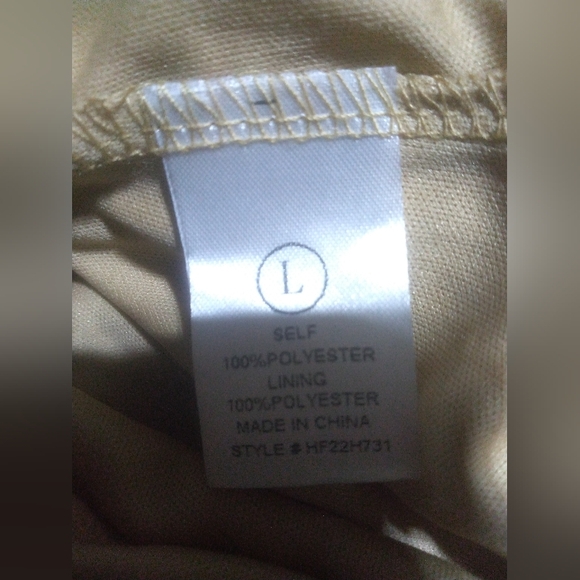 L
SELF
100%POLYESTER
LINING
100%POLYESTER
MADE IN CHINA
STYLE # HF22H731